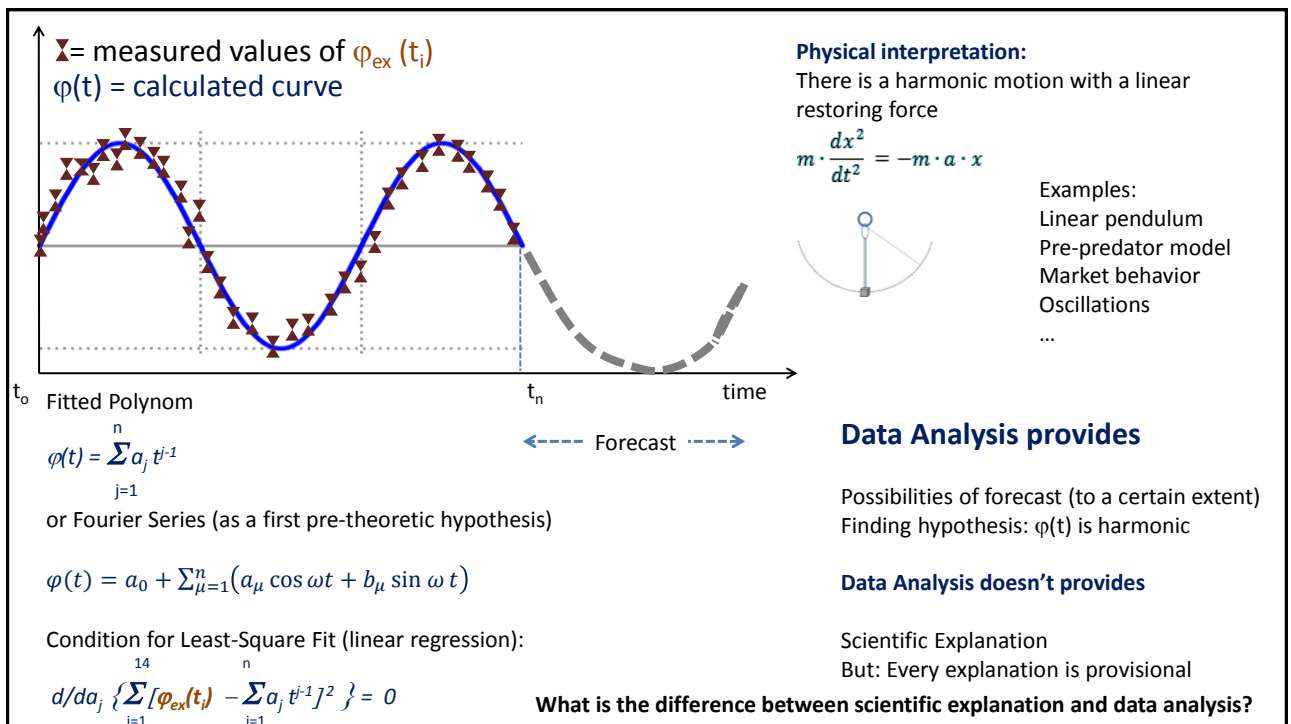 = measured values of φex (ti)
φ(t) = calculated curve
to
tn
time
Forecast
Fitted Polynom
n
φ(t) = Σ aj t^j-1
j=1
or Fourier Series (as a first pre-theoretic hypothesis)
φ(t) = a₀ + ∑ⁿμ=1(aμ cos ωt + bμ sin ω t)
Condition for Least-Square Fit (linear regression):
14 n
d/daj {Σ[φex(ti) − Σ aj t^j-1]² } = 0
i=1 j=1
Physical interpretation:
There is a harmonic motion with a linear
restoring force
m · dx²/dt² = −m · a · x
Examples:
Linear pendulum
Pre-predator model
Market behavior
Oscillations
…
Data Analysis provides
Possibilities of forecast (to a certain extent)
Finding hypothesis: φ(t) is harmonic
Data Analysis doesn’t provides
Scientific Explanation
But: Every explanation is provisional
What is the difference between scientific explanation and data analysis?